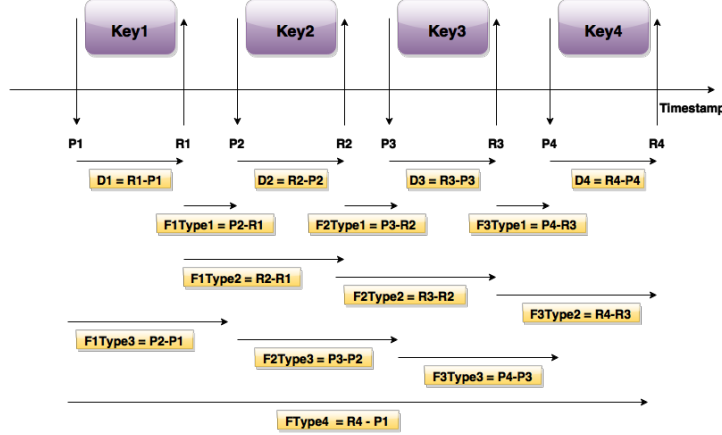 Key1 Key2 Key3 Key4
Timestamp
P1 R1 P2 R2 P3 R3 P4 R4
D1 = R1-P1 D2 = R2-P2 D3 = R3-P3 D4 = R4-P4
F1Type1 = P2-R1 F2Type1 = P3-R2 F3Type1 = P4-R3
F1Type2 = R2-R1
F2Type2 = R3-R2
F3Type2 = R4-R3
F1Type3 = P2-P1
F2Type3 = P3-P2
F3Type3 = P4-P3
FType4 = R4 - P1